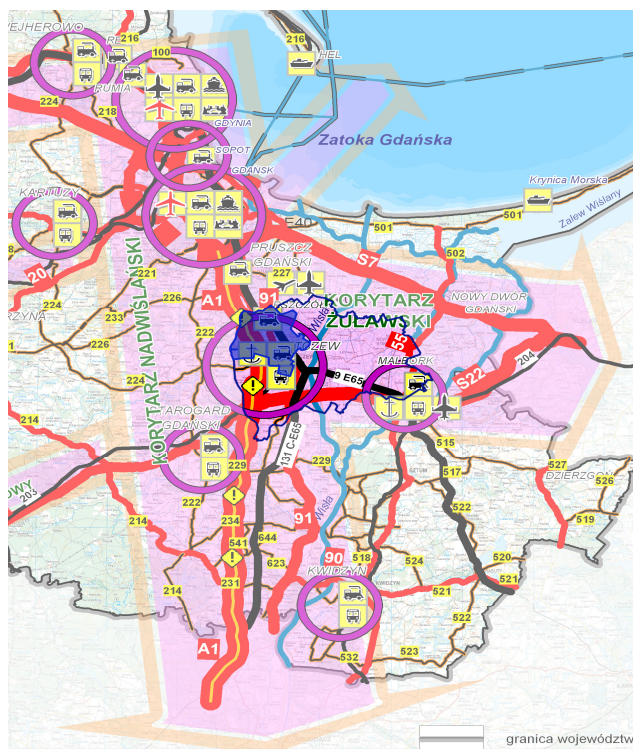 WEJHEROWO
216
100
216
HEL
RUMIA
224
218
GDYNIA
Zatoka Gdańska
SOPOT
GDAŃSK
Krynica Morska
KARTUZY
501
Zalew Wiślany
E40
501
502
PRUSZCZ
GDAŃSKI
S7
20
221
227
A1
91
226
224
NOWY DWÓR
GDAŃSKI
KORYTARZ
ŻUŁAWSKI
KORYTARZ NADWIŚLAŃSKI
Wisła
233
222
55
ZEW
MALBORK
204
9 E65
S22
224
214
STAROGARD
GDAŃSKI
131 C-E65
515
229
229
517
SZTUM
527
DZIERZGOŃ
526
203
222
522
214
234
Wisła
91
519
541
644
90
518
520
KWIDZYN
524
KWIDZYN
623
231
214
521
521
522
A1
532
523
granica województw